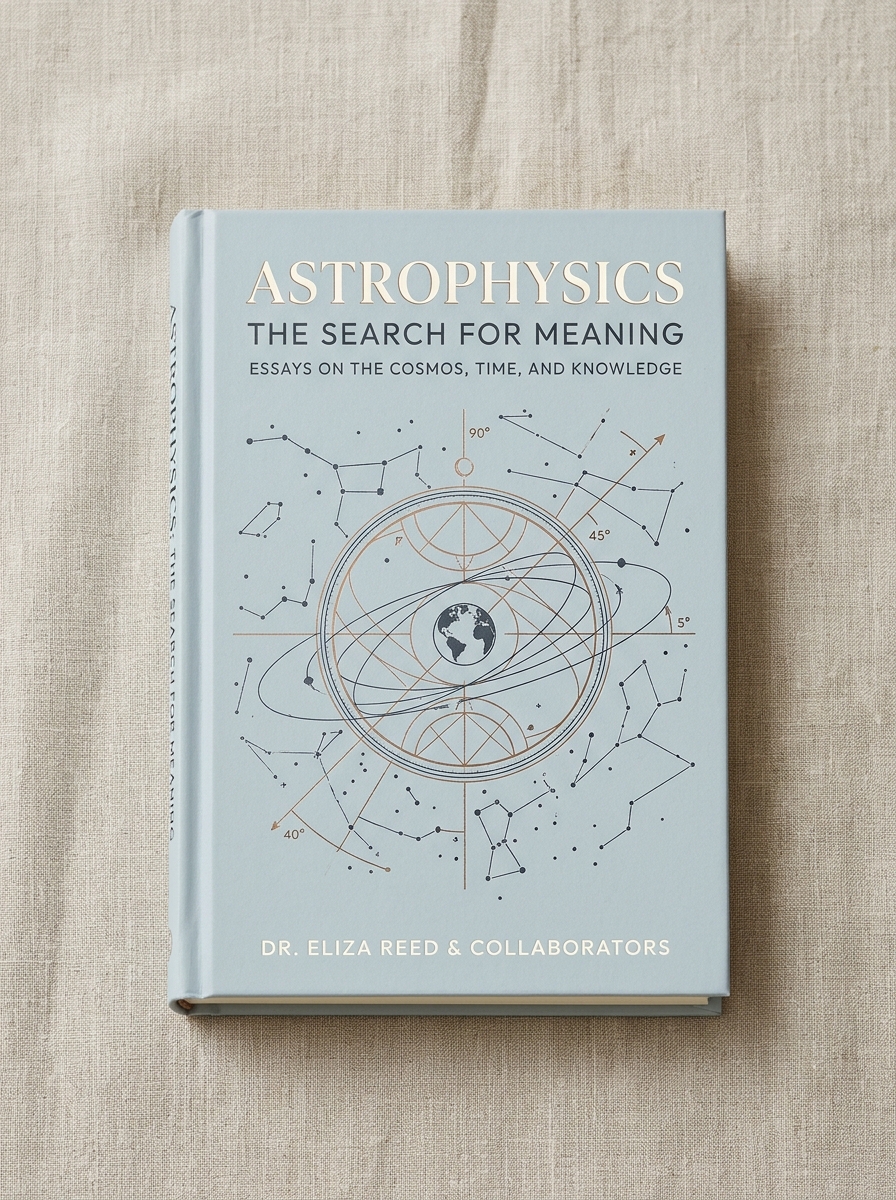 ASTROPHYSICS
THE SEARCH FOR MEANING
ESSAYS ON THE COSMOS, TIME, AND KNOWLEDGE
90°
45°
5°
40°
DR. ELIZA REED & COLLABORATORS
ASTROPHYSICS: THE SEARCH FOR MEANING